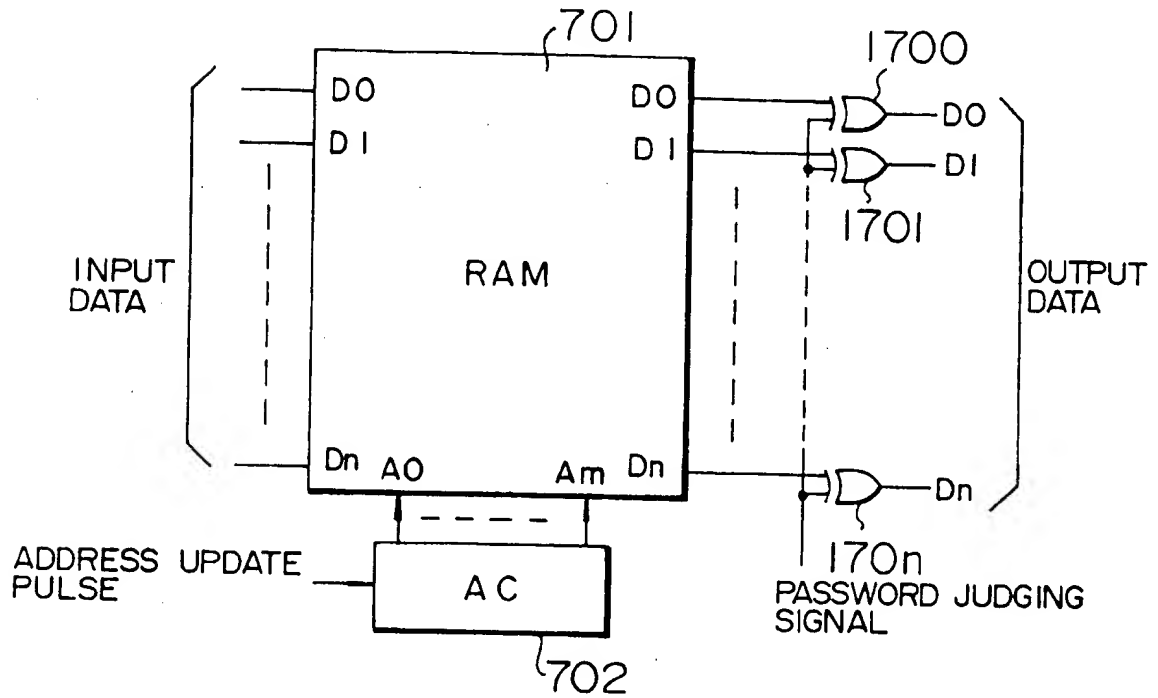 701
1700
D0
D0
D0
D1
D1
D1
1701
INPUT
DATA
RAM
OUTPUT
DATA
Dn
A0
Am
Dn
Dn
170n
ADDRESS UPDATE
PULSE
AC
PASSWORD JUDGING
SIGNAL
702